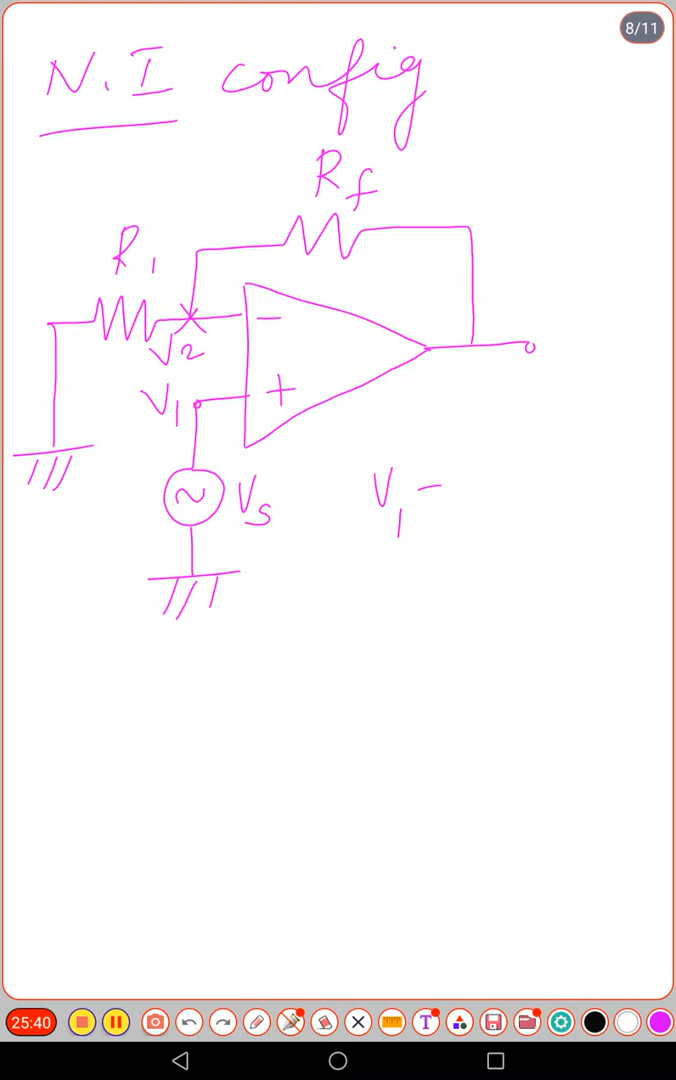 8/11
N.I config
Rf
R1
−
V2
V1
+
Vs
V1 −
25:40
T